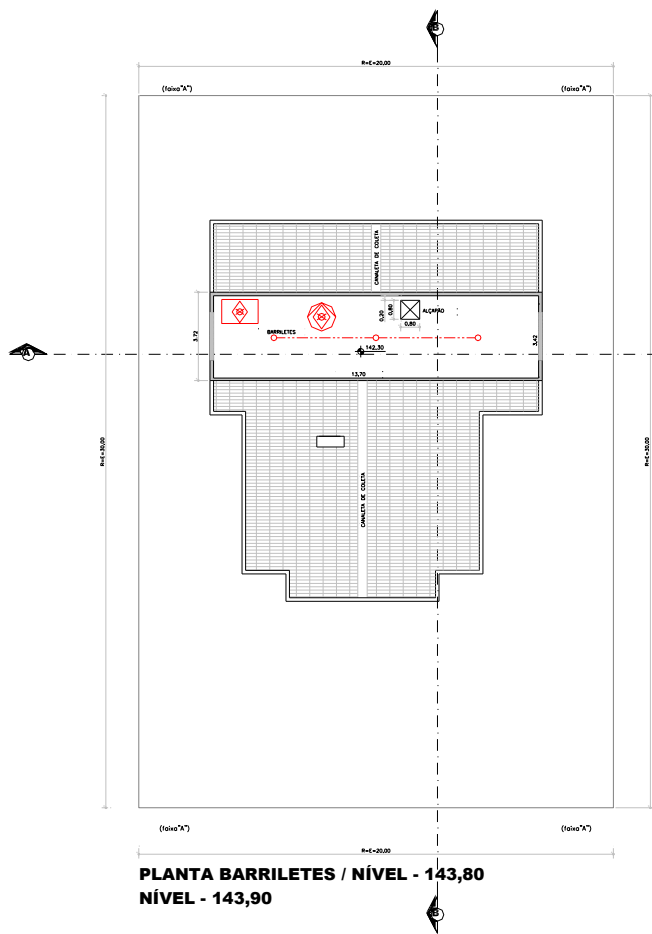 B
R=E=20,00
(faixa"A") (faixa"A")
CANALETA DE COLETA
0,20
0,80
ALÇAPÃO
0,80
BARRILETES
3,72
142,30
3,42
A
13,70
R=E=30,00
R=E=30,00
CANALETA DE COLETA
(faixa"A") (faixa"A")
R=E=20,00
PLANTA BARRILETES / NÍVEL - 143,80
NÍVEL - 143,90
B